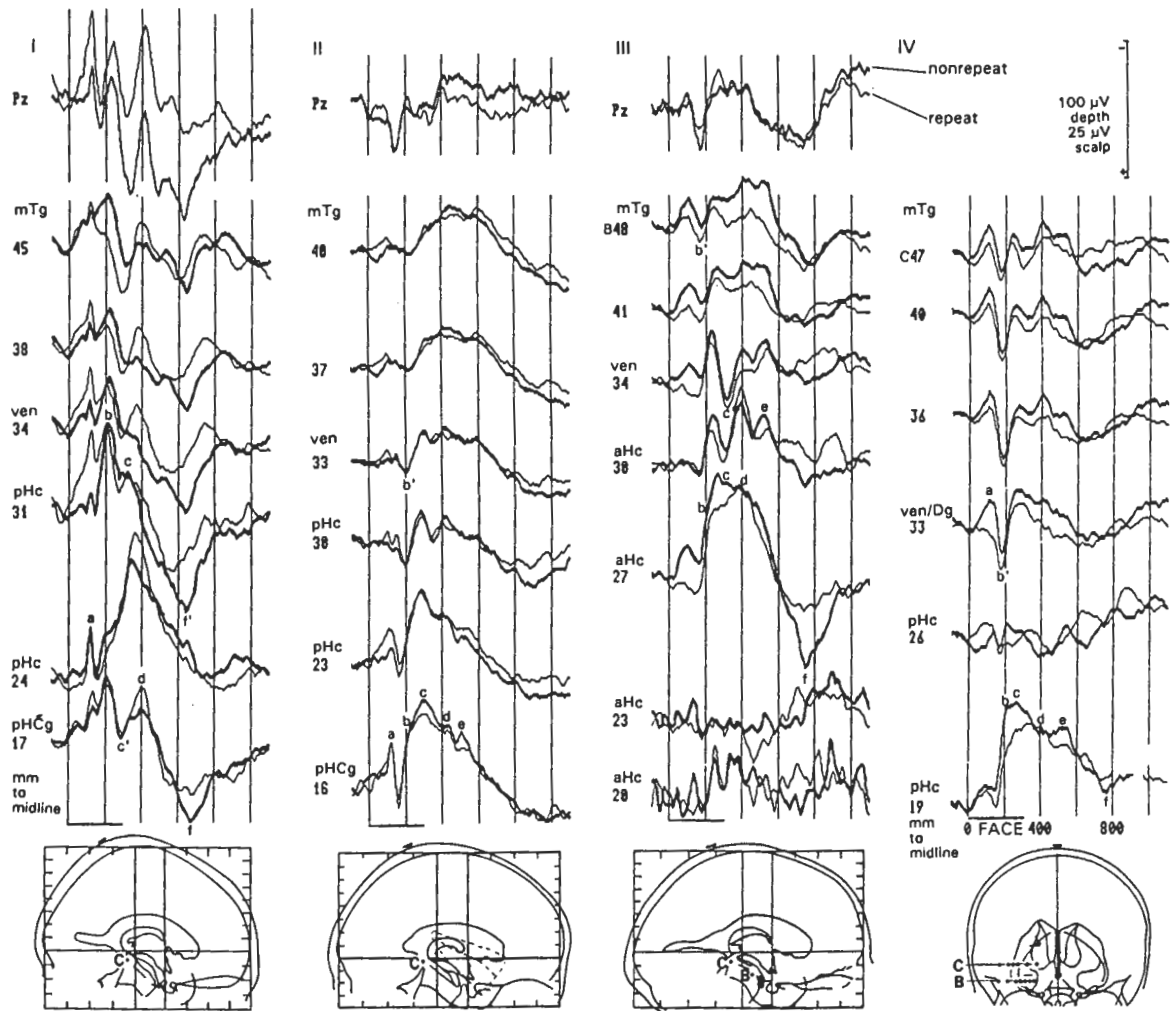 I
Pz
mTg
45
38
ven
34
b
c
pHc
31
f'
a
pHc
24
d
pHCg
17
c'
mm
to
midline
f
II
Pz
mTg
40
37
ven
33
b'
pHc
30
pHc
23
c
b
d
e
a
pHCg
16
III
Pz
mTg
B48
b'
41
ven
34
c'
d
e
aHc
38
c
b
d
aHc
27
f
aHc
23
aHc
20
IV
nonrepeat
repeat
100 µV
depth
25 µV
scalp
-
+
mTg
C47
40
36
a
ven/Dg
33
b'
pHc
26
b c
d
e
f
pHc
19
mm
to
midline
0 FACE 400 800
C
C
C
B
C
B